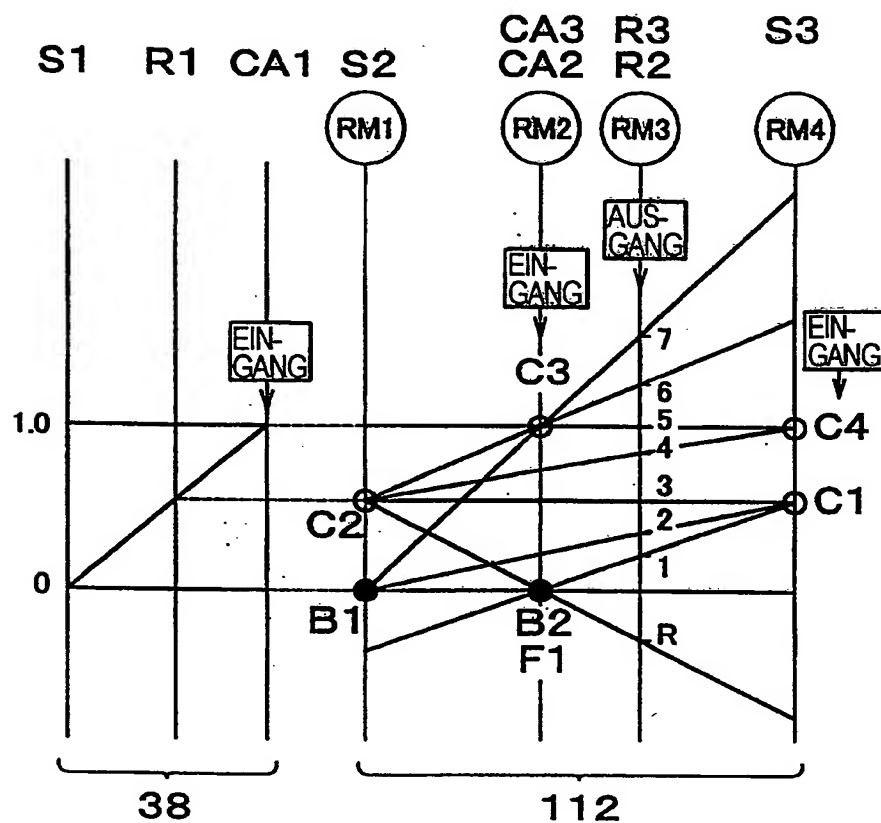 CA3 R3 S3
S1 R1 CA1 S2 CA2 R2
RM1 RM2 RM3 RM4
AUS-
GANG
EIN-
GANG
EIN-
GANG
EIN-
GANG
7
C3
6
1.0
5
C4
4
3
C1
C2
2
1
0
B1
B2
R
F1
38
112